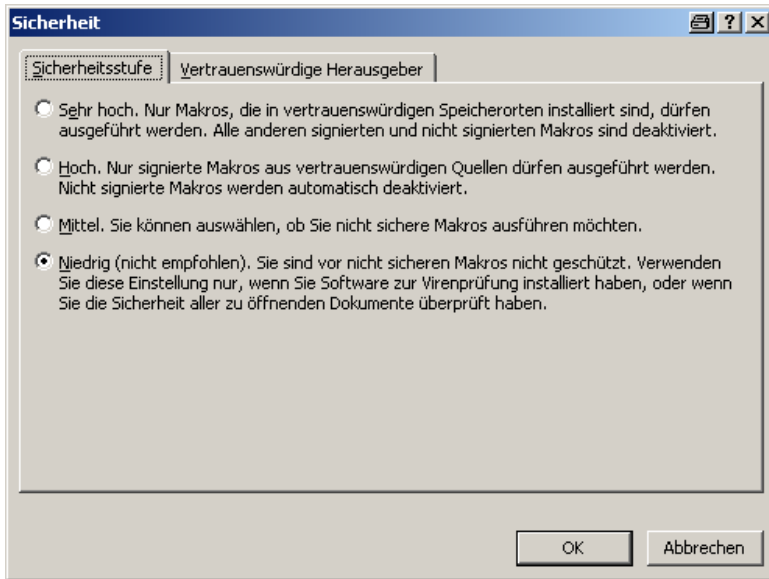 Sicherheit
Sicherheitsstufe
Vertrauenswürdige Herausgeber
Sehr hoch. Nur Makros, die in vertrauenswürdigen Speicherorten installiert sind, dürfen
ausgeführt werden. Alle anderen signierten und nicht signierten Makros sind deaktiviert.
Hoch. Nur signierte Makros aus vertrauenswürdigen Quellen dürfen ausgeführt werden.
Nicht signierte Makros werden automatisch deaktiviert.
Mittel. Sie können auswählen, ob Sie nicht sichere Makros ausführen möchten.
Niedrig (nicht empfohlen). Sie sind vor nicht sicheren Makros nicht geschützt. Verwenden
Sie diese Einstellung nur, wenn Sie Software zur Virenprüfung installiert haben, oder wenn
Sie die Sicherheit aller zu öffnenden Dokumente überprüft haben.
OK
Abbrechen